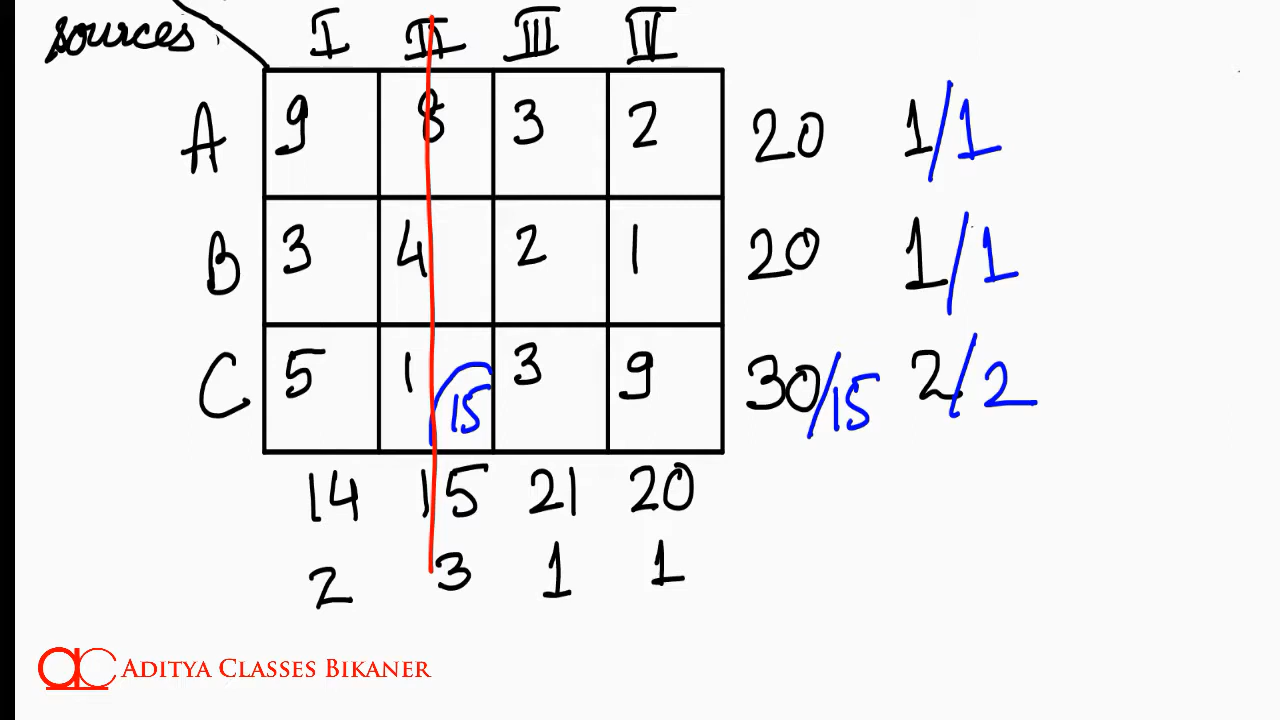 sources I II III IV
A 9 8 3 2 20 1/1
B 3 4 2 1 20 1/1
C 5 1 15 3 9 30/15 2/2
14 15 21 20
2 3 1 1
ac ADITYA CLASSES BIKANER